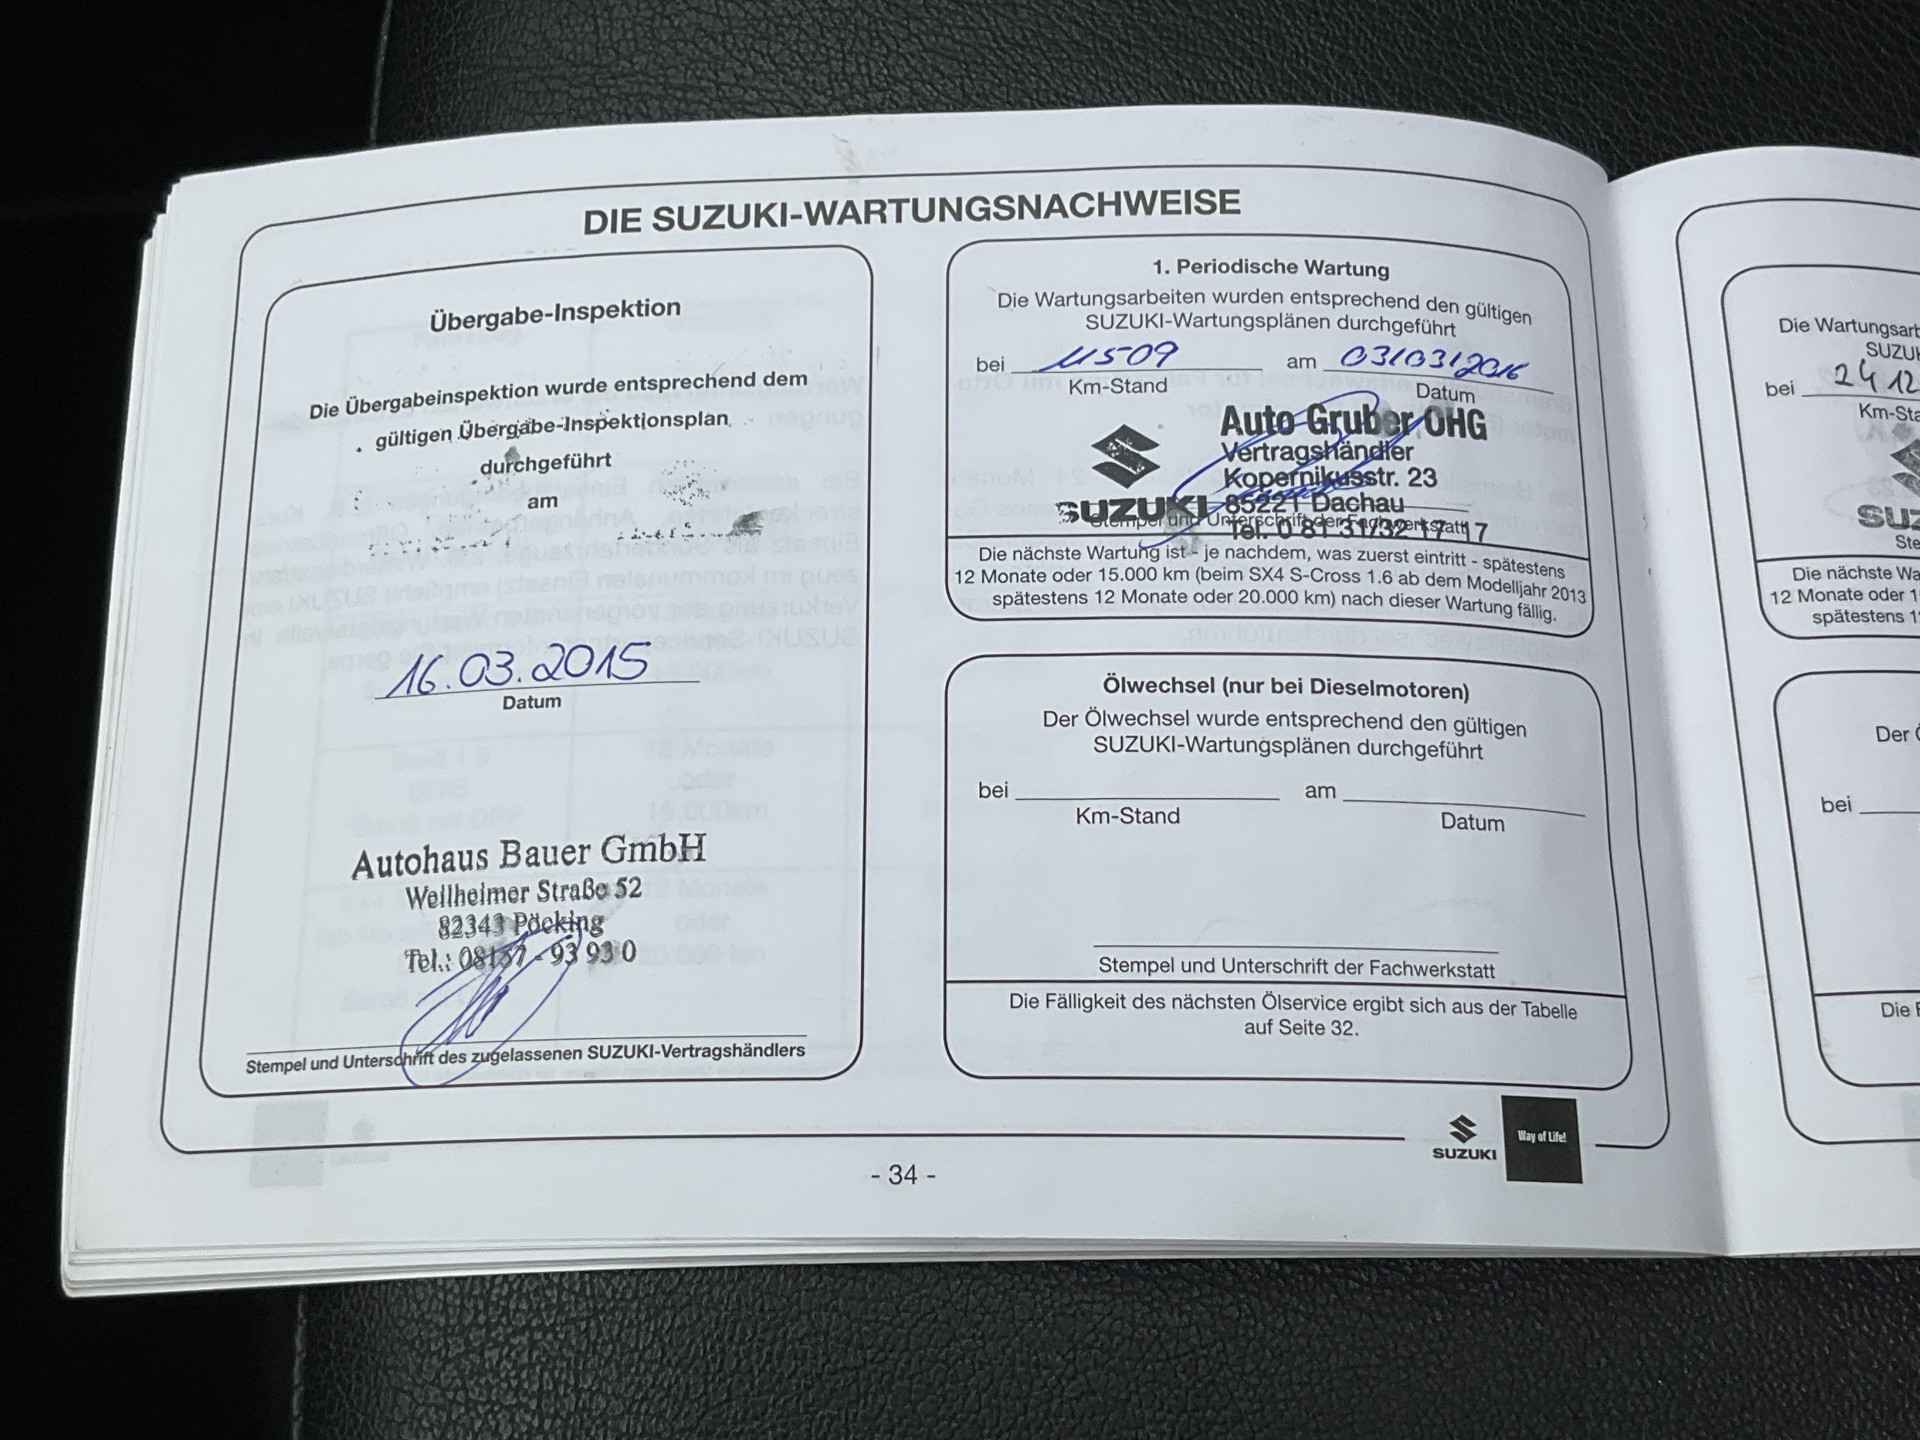 DIE SUZUKI-WARTUNGSNACHWEISE
Übergabe-Inspektion
Die Übergabeinspektion wurde entsprechend dem
gültigen Übergabe-Inspektionsplan
durchgeführt
am
16.03.2015
Datum
Autohaus Bauer GmbH
Weilheimer Straße 52
82343 Pöcking
Tel.: 08157 - 93 93 0
Stempel und Unterschrift des zugelassenen SUZUKI-Vertragshändlers
1. Periodische Wartung
Die Wartungsarbeiten wurden entsprechend den gültigen
SUZUKI-Wartungsplänen durchgeführt
bei 11509 am 03/03/2016
Km-Stand Datum
Auto Gruber OHG
Vertragshändler
Kopernikusstr. 23
SUZUKI 85221 Dachau
Stempel und Unterschrift der Fachwerkstatt
Tel. 0 81 31/32 17 17
Die nächste Wartung ist - je nachdem, was zuerst eintritt - spätestens
12 Monate oder 15.000 km (beim SX4 S-Cross 1.6 ab dem Modelljahr 2013
spätestens 12 Monate oder 20.000 km) nach dieser Wartung fällig.
Ölwechsel (nur bei Dieselmotoren)
Der Ölwechsel wurde entsprechend den gültigen
SUZUKI-Wartungsplänen durchgeführt
bei am
Km-Stand Datum
Stempel und Unterschrift der Fachwerkstatt
Die Fälligkeit des nächsten Ölservice ergibt sich aus der Tabelle
auf Seite 32.
SUZUKI
Way of Life!
- 34 -
Die Wartungsart
SUZU
bei 2412
Km-Sta
SUZ
Ste
Die nächste Wa
12 Monate oder 1
spätestens 1
Der
bei
Die